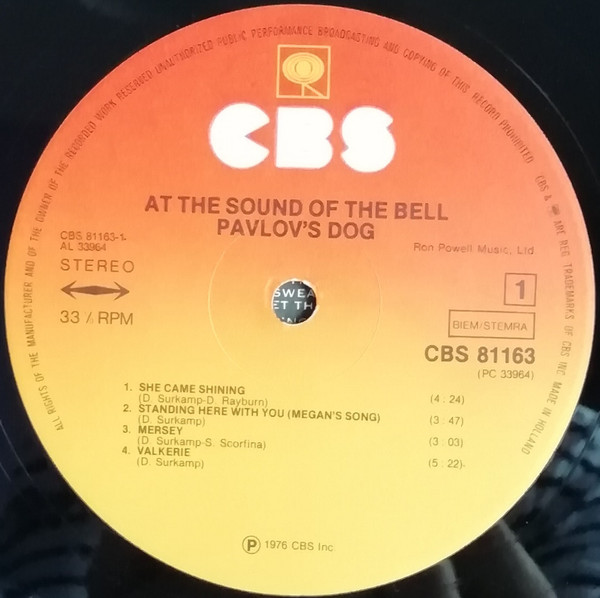 ALL RIGHTS OF THE MANUFACTURER AND OF THE OWNER OF THE RECORDED WORK RESERVED UNAUTHORIZED PUBLIC PERFORMANCE BROADCASTING AND COPYING OF THIS RECORD PROHIBITED CBS & ARE REG. TRADEMARKS OF CBS INC MADE IN HOLLAND
CBS
AT THE SOUND OF THE BELL
PAVLOV'S DOG
CBS 81163-1-
AL 33964
Ron Powell Music, Ltd.
STEREO
1
33 ⅓ RPM
BIEM/STEMRA
CBS 81163
(PC 33964)
SWEA
ET TH
1. SHE CAME SHINING
(D. Surkamp-D. Rayburn) (4 . 24)
2. STANDING HERE WITH YOU (MEGAN'S SONG)
(D. Surkamp) (3 : 47)
3. MERSEY
(D. Surkamp-S. Scorfina) (3 . 03)
4. VALKERIE
(D. Surkamp) (5 . 22)-
Ⓟ 1976 CBS Inc